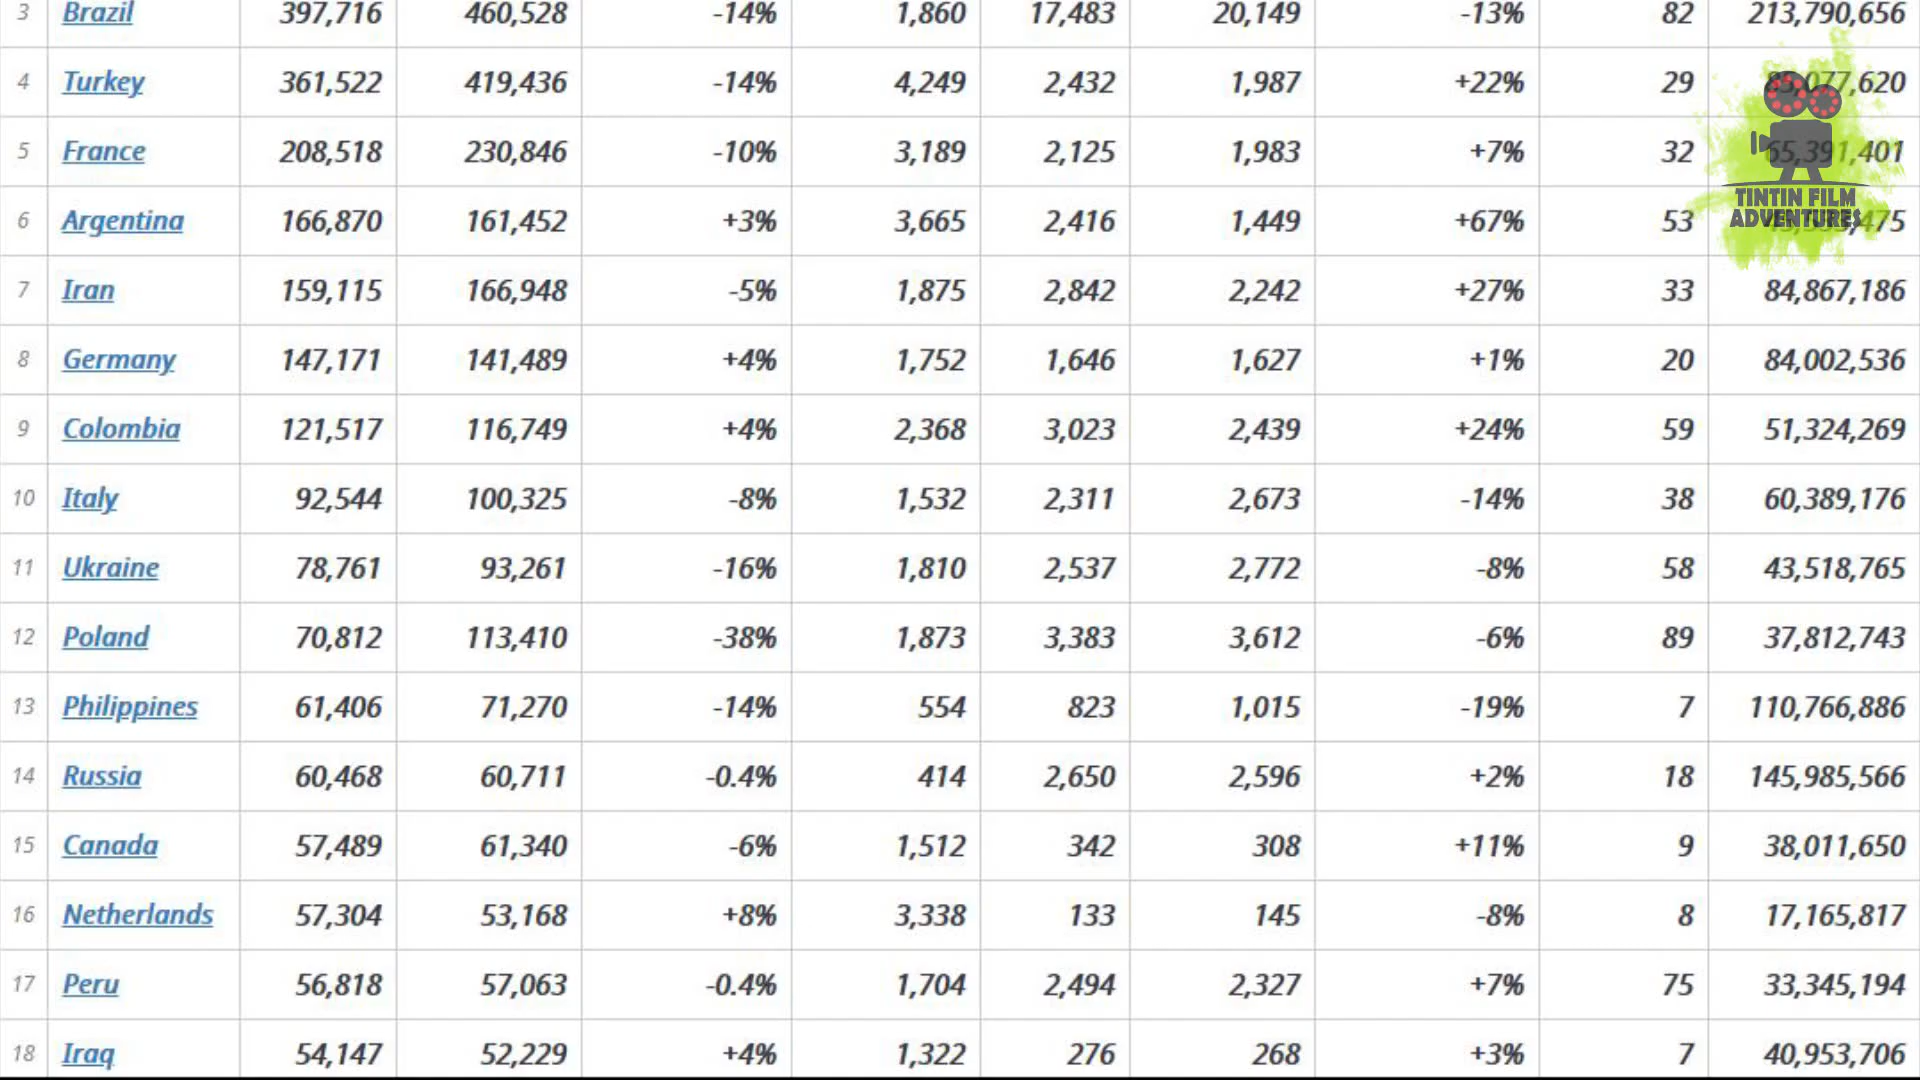 3 Brazil 397,716 460,528 -14% 1,860 17,483 20,149 -13% 82 213,790,656
4 Turkey 361,522 419,436 -14% 4,249 2,432 1,987 +22% 29 85,077,620
5 France 208,518 230,846 -10% 3,189 2,125 1,983 +7% 32 65,391,401
6 Argentina 166,870 161,452 +3% 3,665 2,416 1,449 +67% 53
7 Iran 159,115 166,948 -5% 1,875 2,842 2,242 +27% 33 84,867,186
8 Germany 147,171 141,489 +4% 1,752 1,646 1,627 +1% 20 84,002,536
9 Colombia 121,517 116,749 +4% 2,368 3,023 2,439 +24% 59 51,324,269
10 Italy 92,544 100,325 -8% 1,532 2,311 2,673 -14% 38 60,389,176
11 Ukraine 78,761 93,261 -16% 1,810 2,537 2,772 -8% 58 43,518,765
12 Poland 70,812 113,410 -38% 1,873 3,383 3,612 -6% 89 37,812,743
13 Philippines 61,406 71,270 -14% 554 823 1,015 -19% 7 110,766,886
14 Russia 60,468 60,711 -0.4% 414 2,650 2,596 +2% 18 145,985,566
15 Canada 57,489 61,340 -6% 1,512 342 308 +11% 9 38,011,650
16 Netherlands 57,304 53,168 +8% 3,338 133 145 -8% 8 17,165,817
17 Peru 56,818 57,063 -0.4% 1,704 2,494 2,327 +7% 75 33,345,194
18 Iraq 54,147 52,229 +4% 1,322 276 268 +3% 7 40,953,706
TINTIN FILM
ADVENTURES